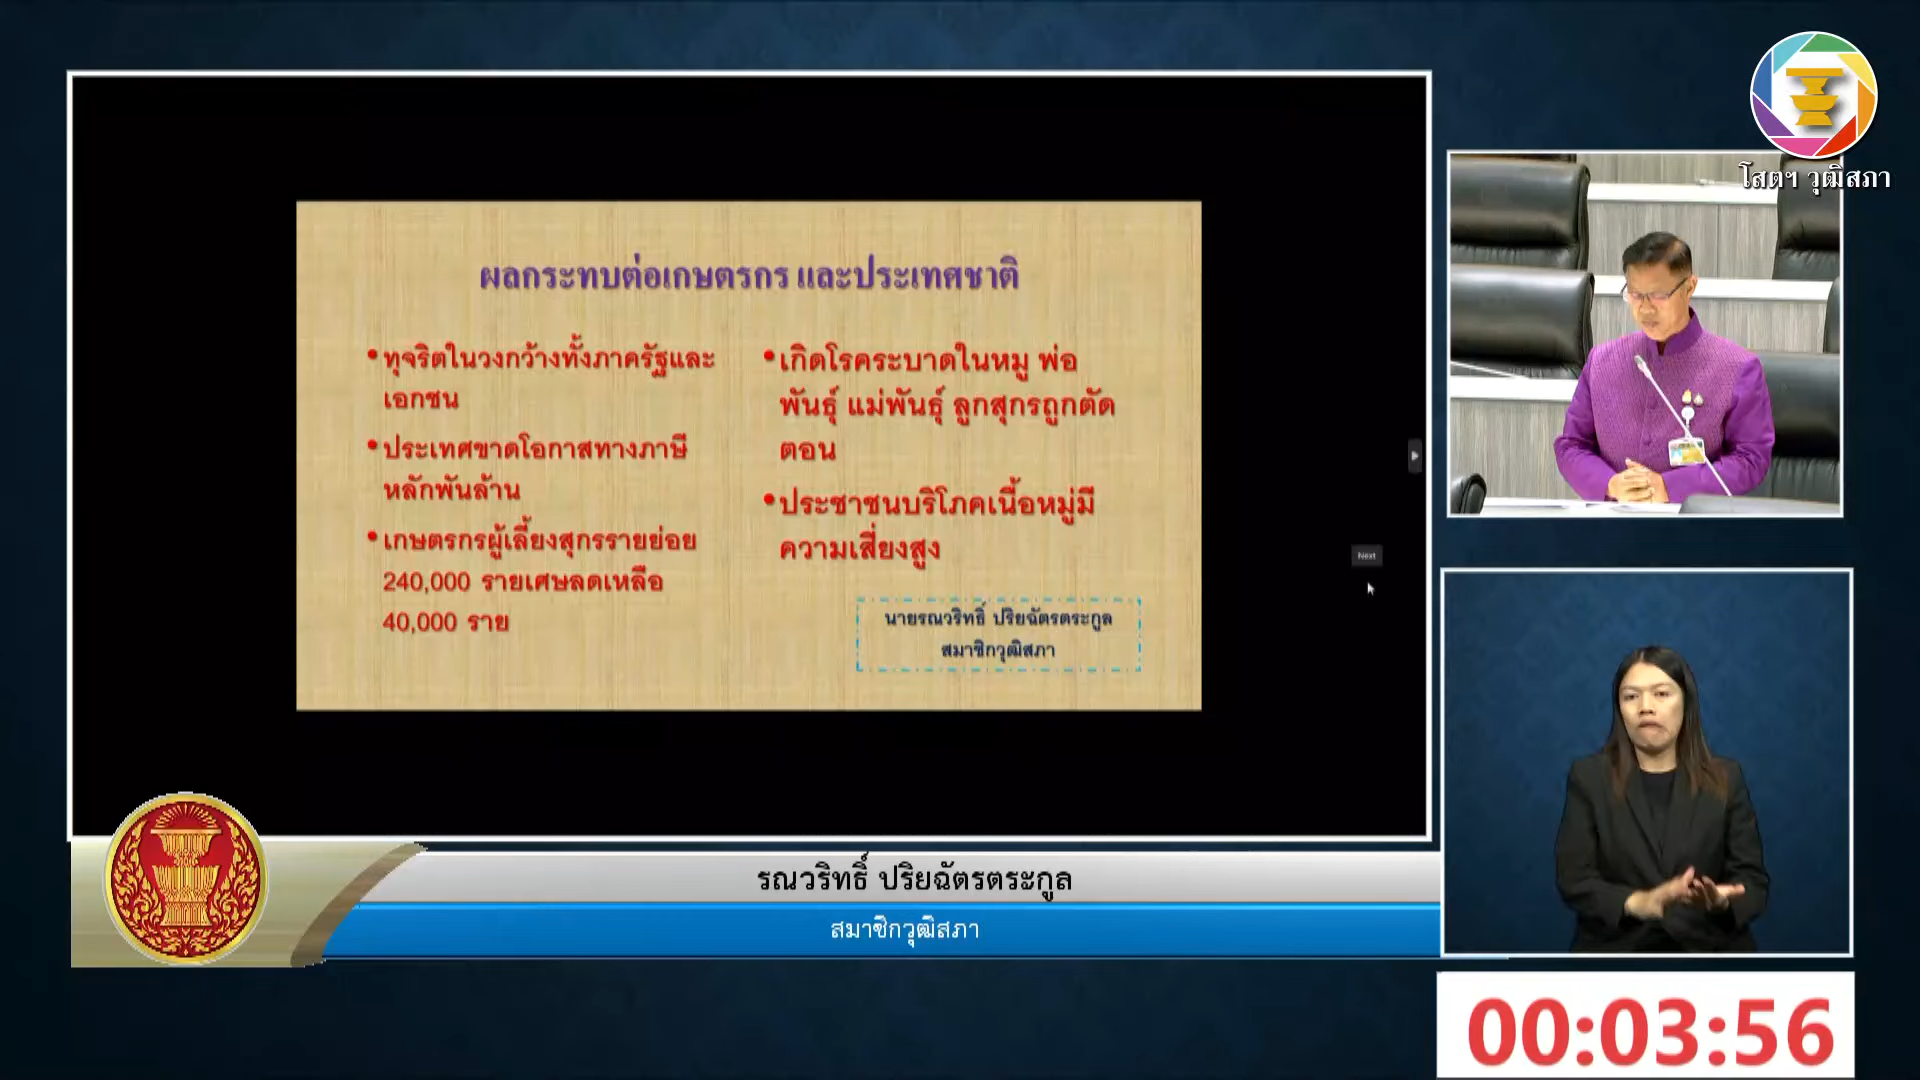 โสตฯ วุฒิสภา
ผลกระทบต่อเกษตรกร และประเทศชาติ
•ทุจริตในวงกว้างทั้งภาครัฐและ
เอกชน
•ประเทศขาดโอกาสทางภาษี
หลักพันล้าน
•เกษตรกรผู้เลี้ยงสุกรรายย่อย
240,000 รายเศษลดเหลือ
40,000 ราย
•เกิดโรคระบาดในหมู พ่อ
พันธุ์ แม่พันธุ์ ลูกสุกรถูกตัด
ตอน
•ประชาชนบริโภคเนื้อหมู่มี
ความเสี่ยงสูง
นายรณวริทธิ์ ปริยฉัตรตระกูล
สมาชิกวุฒิสภา
Next
รณวริทธิ์ ปริยฉัตรตระกูล
สมาชิกวุฒิสภา
00:03:56